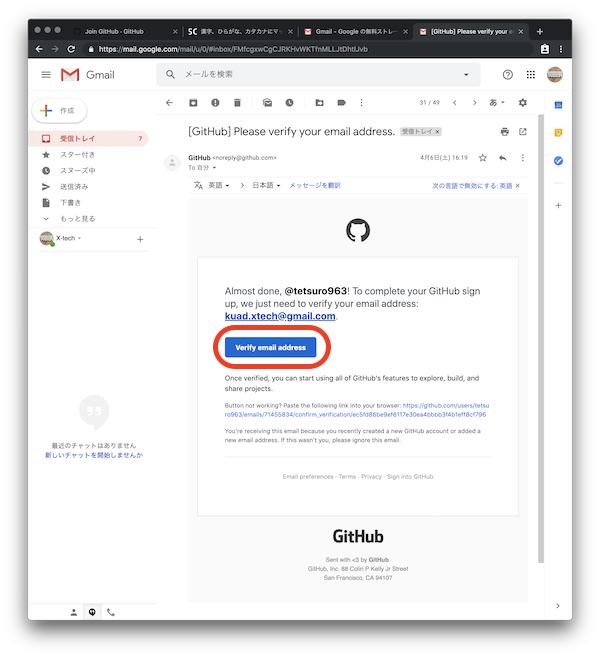 Join GitHub · GitHub
漢字、ひらがな、カタカナにマッ
Gmail - Google の無料ストレー
[GitHub] Please verify your ema
https://mail.google.com/mail/u/0/#inbox/FMfcgxwCgCJRKHvWKTfnMLLJtDhtlJvb
Gmail
メールを検索
作成
31 / 49
あ
受信トレイ 7
スター付き
スヌーズ中
送信済み
下書き
もっと見る
X-tech
[GitHub] Please verify your email address. 受信トレイ ×
GitHub <noreply@github.com>
4月6日(土) 16:19
To 自分
英語 > 日本語 メッセージを翻訳
次の言語で無効にする: 英語 ×
Almost done, @tetsuro963! To complete your GitHub sign
up, we just need to verify your email address:
kuad.xtech@gmail.com.
Verify email address
Once verified, you can start using all of GitHub's features to explore, build, and
share projects.
Button not working? Paste the following link into your browser: https://github.com/users/tetsu
ro963/emails/71455834/confirm_verification/ec5fd86be9ef6117e30ea4bbbb3f4b1eff8cf796
You're receiving this email because you recently created a new GitHub account or added a
new email address. If this wasn't you, please ignore this email.
Email preferences · Terms · Privacy · Sign into GitHub
GitHub
Sent with <3 by GitHub.
GitHub, Inc. 88 Colin P Kelly Jr Street
San Francisco, CA 94107
最近のチャットはありません
新しいチャットを開始しませんか